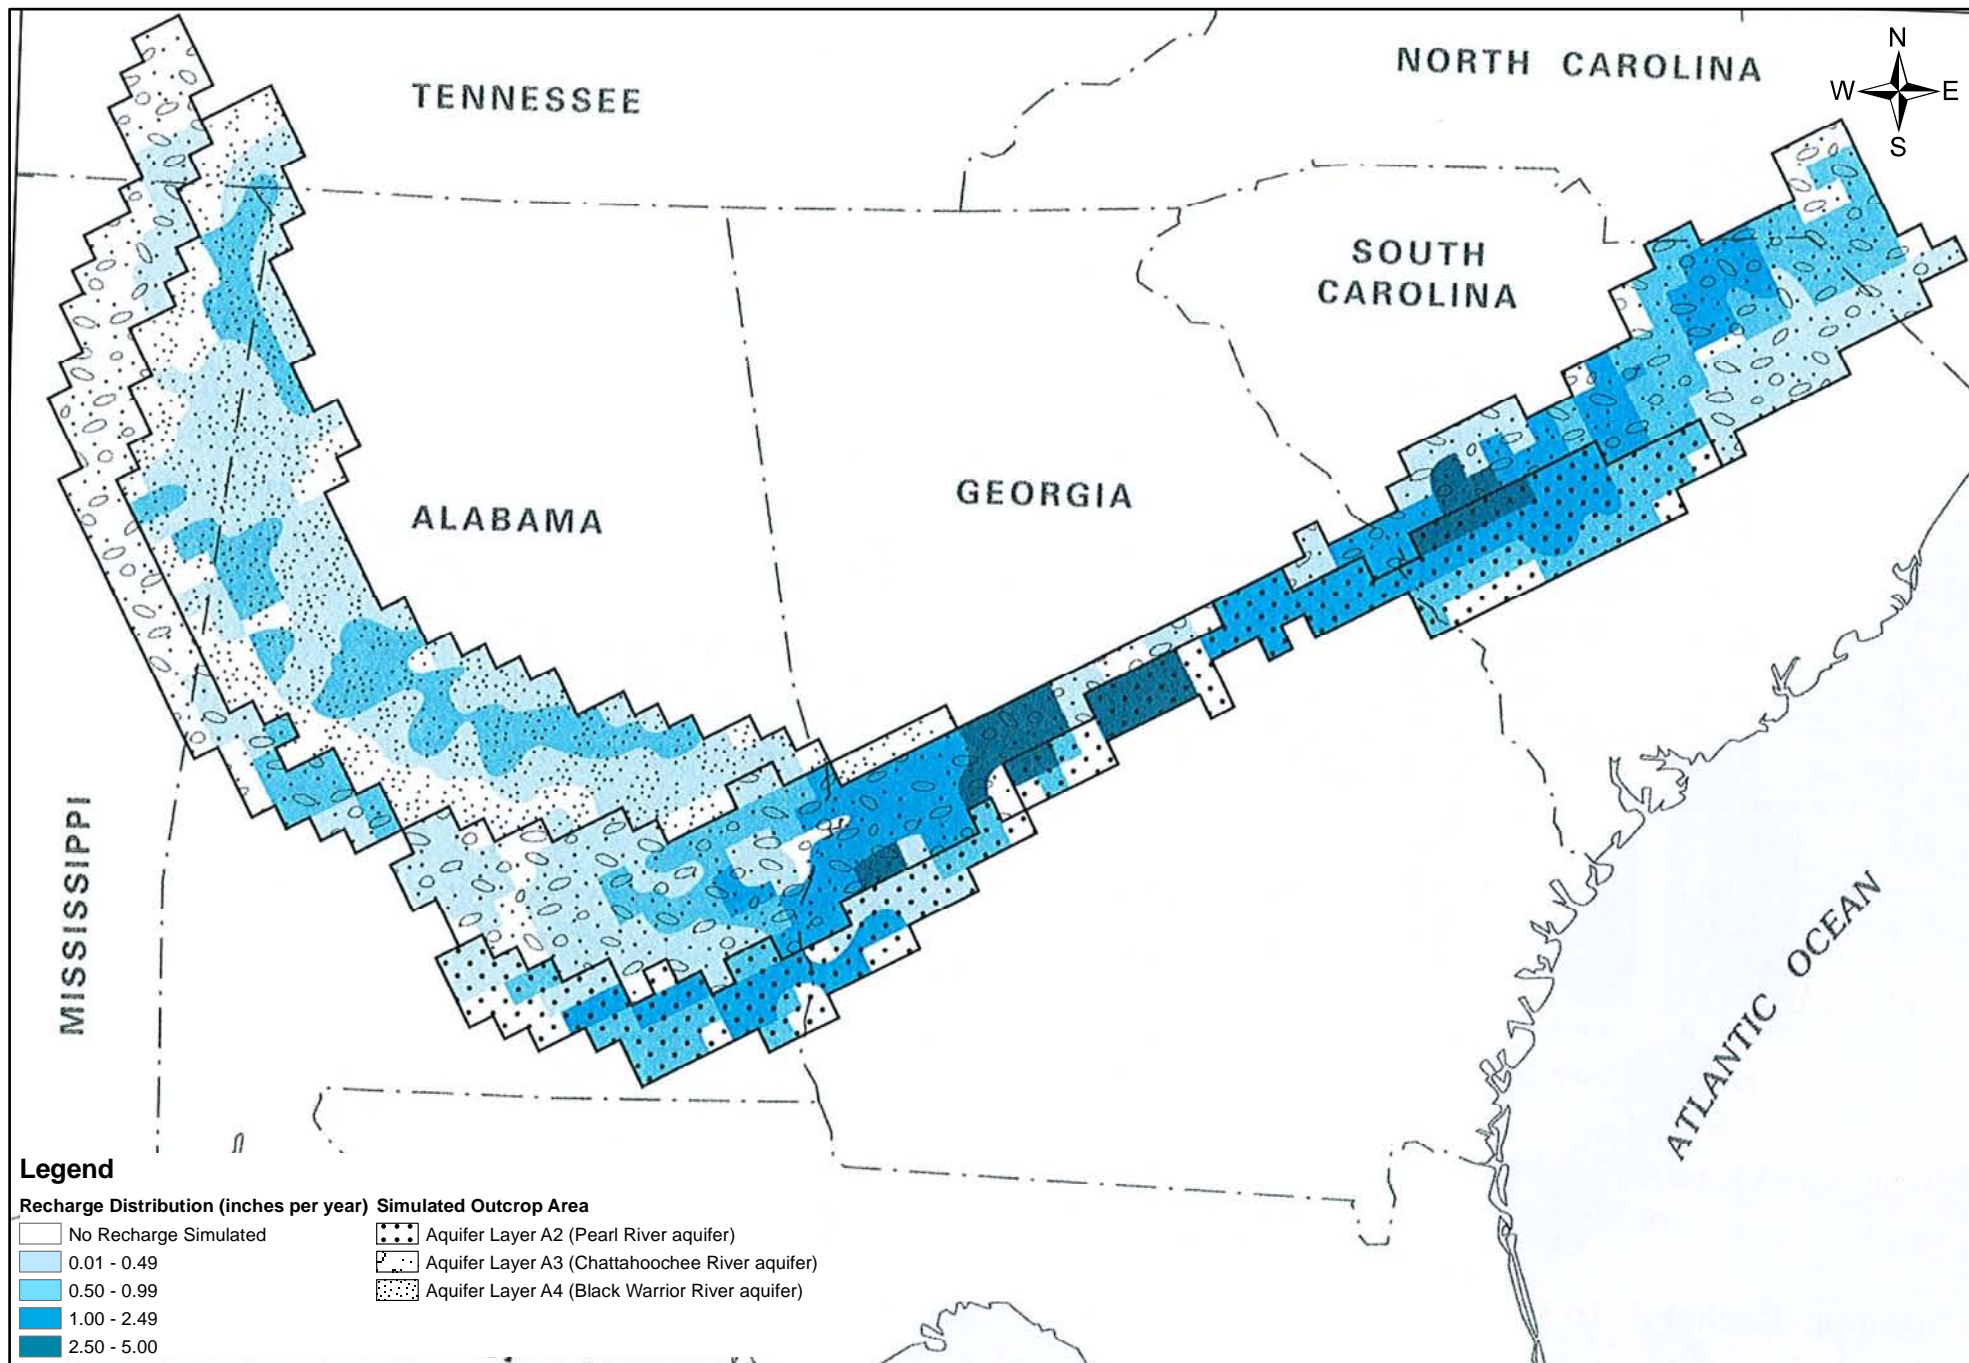 TENNESSEE
NORTH CAROLINA
N
W E
S
SOUTH
CAROLINA
ALABAMA
GEORGIA
MISSISSIPPI
ATLANTIC OCEAN
Legend
Recharge Distribution (inches per year)
No Recharge Simulated
0.01 - 0.49
0.50 - 0.99
1.00 - 2.49
2.50 - 5.00
Simulated Outcrop Area
Aquifer Layer A2 (Pearl River aquifer)
Aquifer Layer A3 (Chattahoochee River aquifer)
Aquifer Layer A4 (Black Warrior River aquifer)